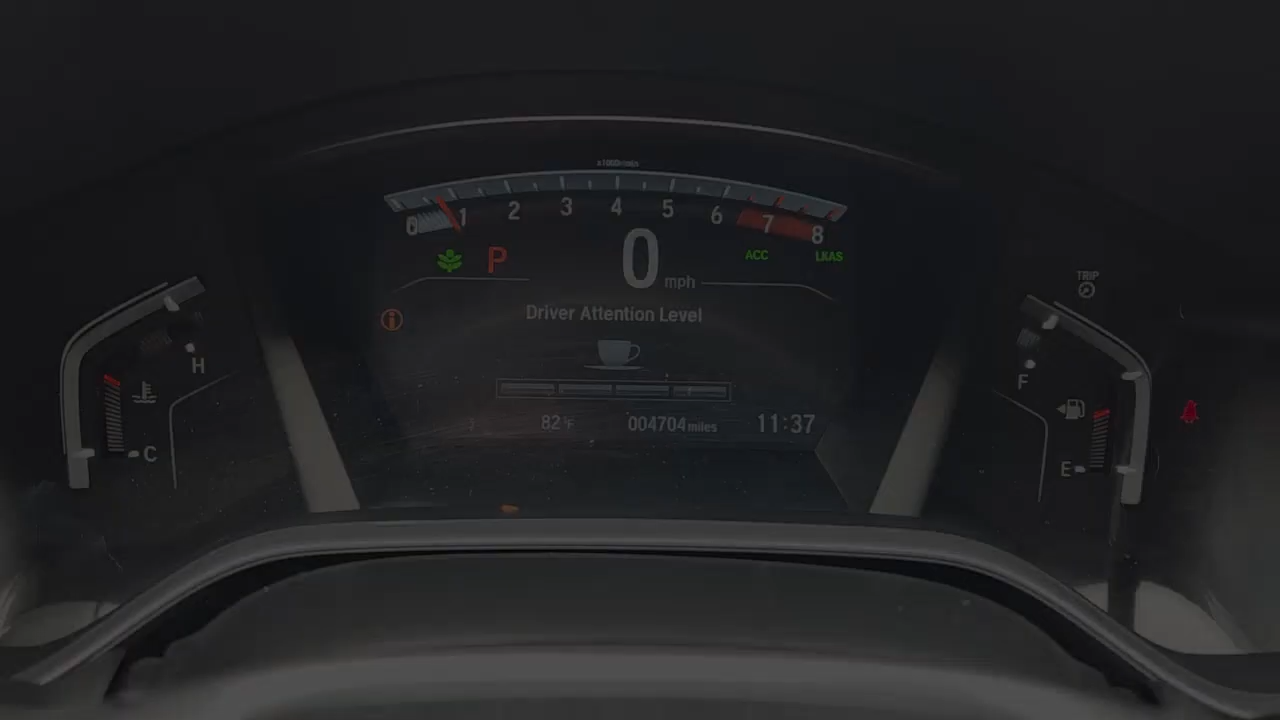 x1000r/min
0 1 2 3 4 5 6 7 8
P 0 mph ACC LKAS
TRIP
Driver Attention Level
H
F
C
E
82°F 004704 miles 11:37